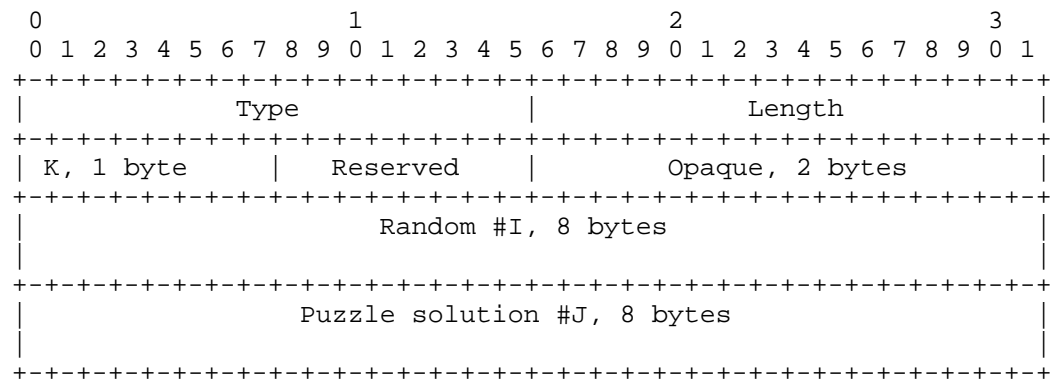 0                   1                   2                   3
 0 1 2 3 4 5 6 7 8 9 0 1 2 3 4 5 6 7 8 9 0 1 2 3 4 5 6 7 8 9 0 1
+-+-+-+-+-+-+-+-+-+-+-+-+-+-+-+-+-+-+-+-+-+-+-+-+-+-+-+-+-+-+-+-+
|             Type              |             Length            |
+-+-+-+-+-+-+-+-+-+-+-+-+-+-+-+-+-+-+-+-+-+-+-+-+-+-+-+-+-+-+-+-+
| K, 1 byte     |   Reserved    |        Opaque, 2 bytes        |
+-+-+-+-+-+-+-+-+-+-+-+-+-+-+-+-+-+-+-+-+-+-+-+-+-+-+-+-+-+-+-+-+
|                      Random #I, 8 bytes                       |
|                                                               |
+-+-+-+-+-+-+-+-+-+-+-+-+-+-+-+-+-+-+-+-+-+-+-+-+-+-+-+-+-+-+-+-+
|                 Puzzle solution #J, 8 bytes                   |
|                                                               |
+-+-+-+-+-+-+-+-+-+-+-+-+-+-+-+-+-+-+-+-+-+-+-+-+-+-+-+-+-+-+-+-+